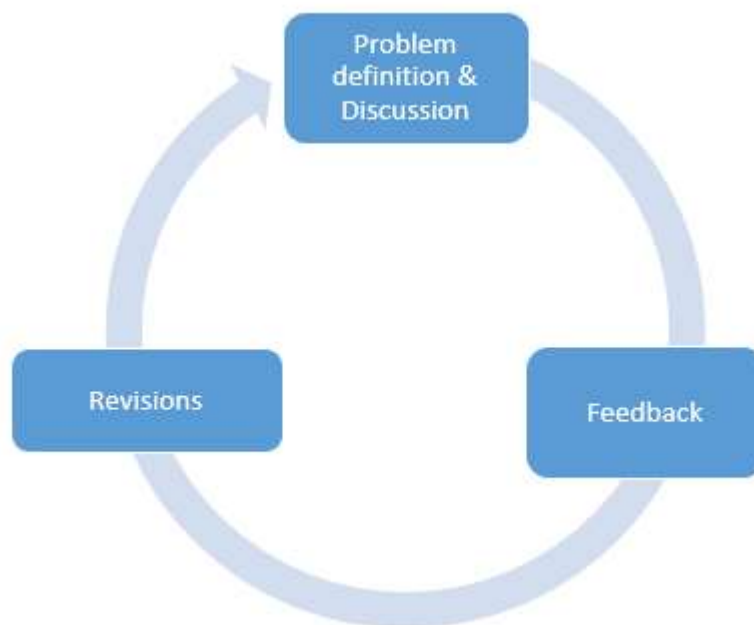 Problem
definition &
Discussion
Feedback
Revisions